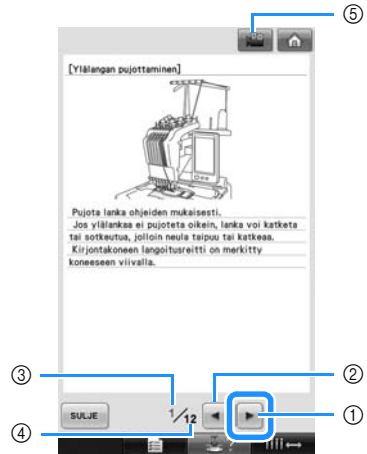 ⑤
[Ylälangan pujottaminen]
Pujota lanka ohjeiden mukaisesti.
Jos ylälankaa ei pujoteta oikein, lanka voi katketa
tai sotkeutua, jolloin neula taipuu tai katkeaa.
Kirjontakoneen langoitusreitti on merkitty
koneeseen viivalla.
③ ②
SULJE 1/12 ①
④